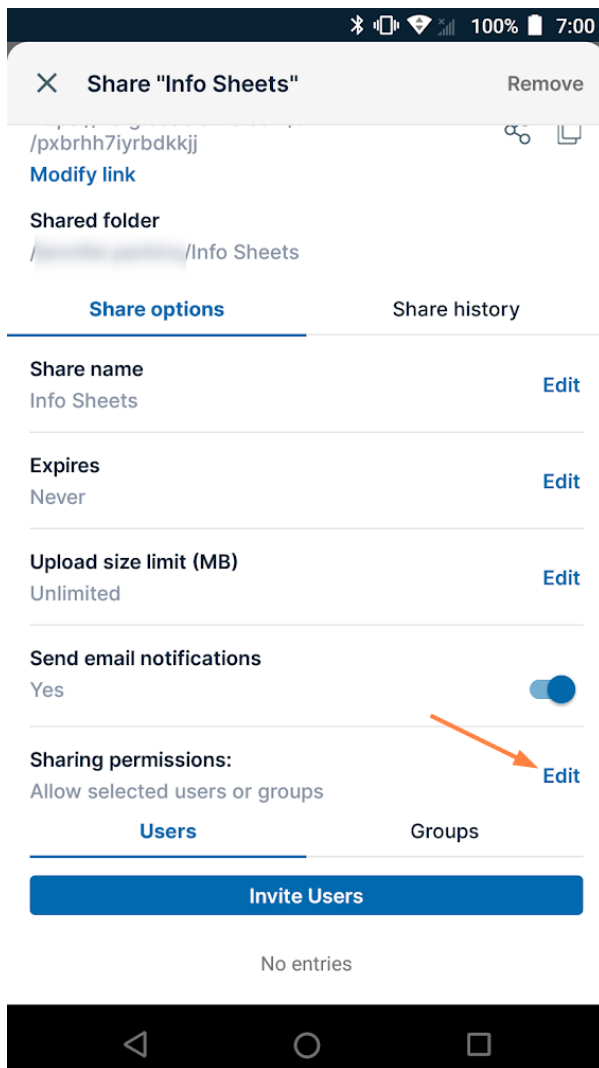 100% 7:00
Share "Info Sheets" Remove
/pxbrhh7iyrbdkkjj
Modify link
Shared folder
/Info Sheets
Share options Share history
Share name
Info Sheets
Edit
Expires
Never
Edit
Upload size limit (MB)
Unlimited
Edit
Send email notifications
Yes
Sharing permissions:
Allow selected users or groups
Edit
Users Groups
Invite Users
No entries